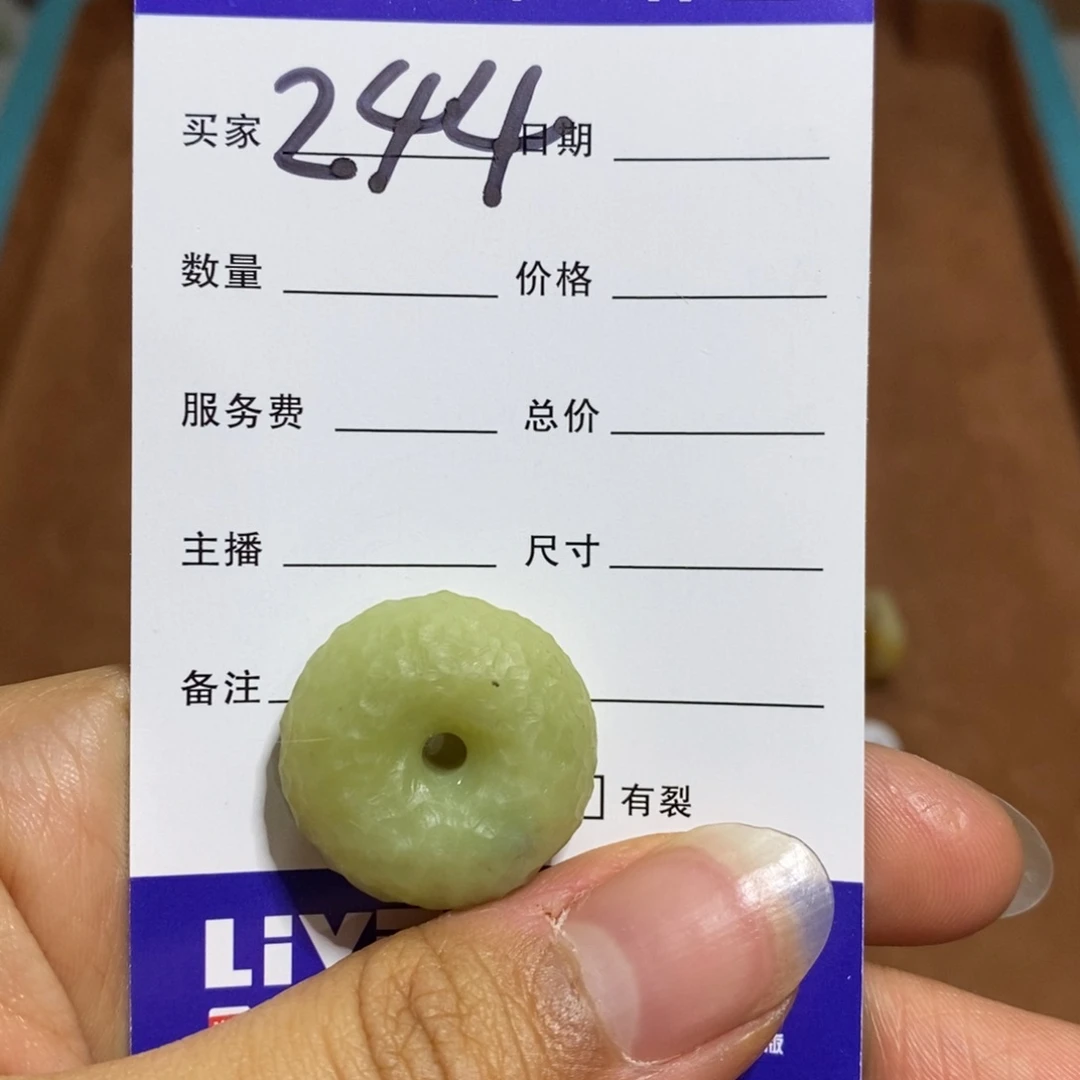 买家 244. 日期
数量 价格
服务费 总价
主播 尺寸
备注
有裂